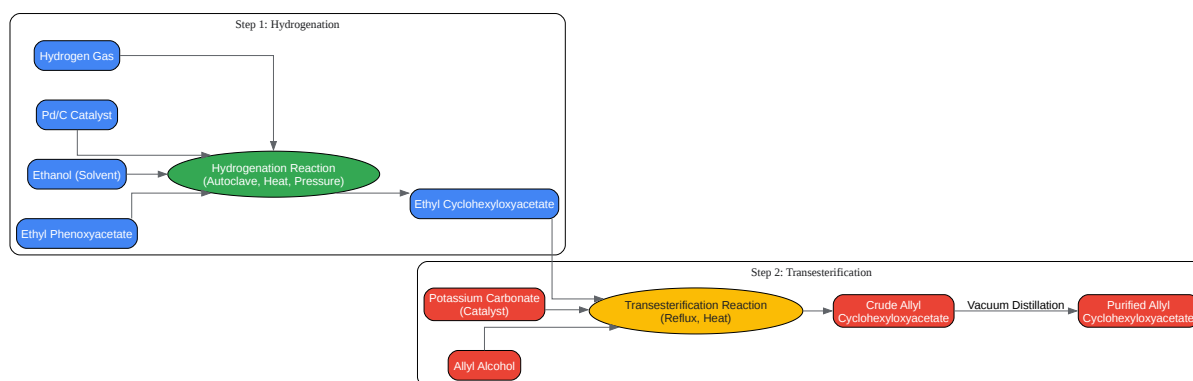 Step 1: Hydrogenation
Hydrogen Gas
Pd/C Catalyst
Ethanol (Solvent)
Ethyl Phenoxyacetate
Hydrogenation Reaction
(Autoclave, Heat, Pressure)
Ethyl Cyclohexyloxyacetate
Step 2: Transesterification
Potassium Carbonate
(Catalyst)
Allyl Alcohol
Transesterification Reaction
(Reflux, Heat)
Crude Allyl
Cyclohexyloxyacetate
Vacuum Distillation
Purified Allyl
Cyclohexyloxyacetate